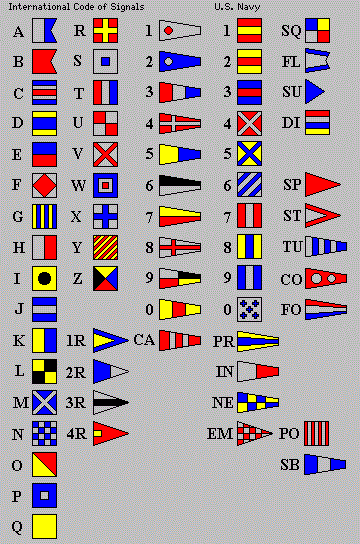 International Code of Signals U.S. Navy
A R 1 1 SQ
B S 2 2 FL
C T 3 3 SU
D U 4 4 DI
E V 5 5
F W 6 6 SP
G X 7 7 ST
H Y 8 8 TU
I Z 9 9 CO
J 0 0 FO
K 1R CA PR
L 2R IN
M 3R NE
N 4R EM PO
O SB
P
Q